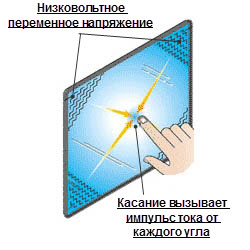 Низковольтное
переменное напряжение
Касание вызывает
импульс тока от
каждого угла